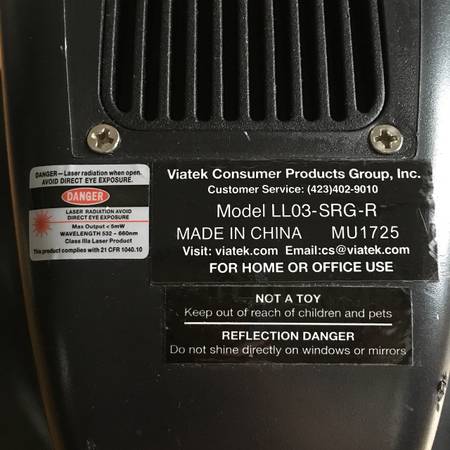 DANGER—Laser radiation when open.
AVOID DIRECT EYE EXPOSURE.
DANGER
LASER RADIATION AVOID
DIRECT EYE EXPOSURE
Max Output <5mW
WAVELENGTH 532 - 660nm
Class IIIa Laser Product
This product complies with 21 CFR 1040.10
Viatek Consumer Products Group, Inc.
Customer Service: (423)402-9010
Model LL03-SRG-R
MADE IN CHINA MU1725
Visit: viatek.com Email:cs@viatek.com
FOR HOME OR OFFICE USE
NOT A TOY
Keep out of reach of children and pets
REFLECTION DANGER
Do not shine directly on windows or mirrors